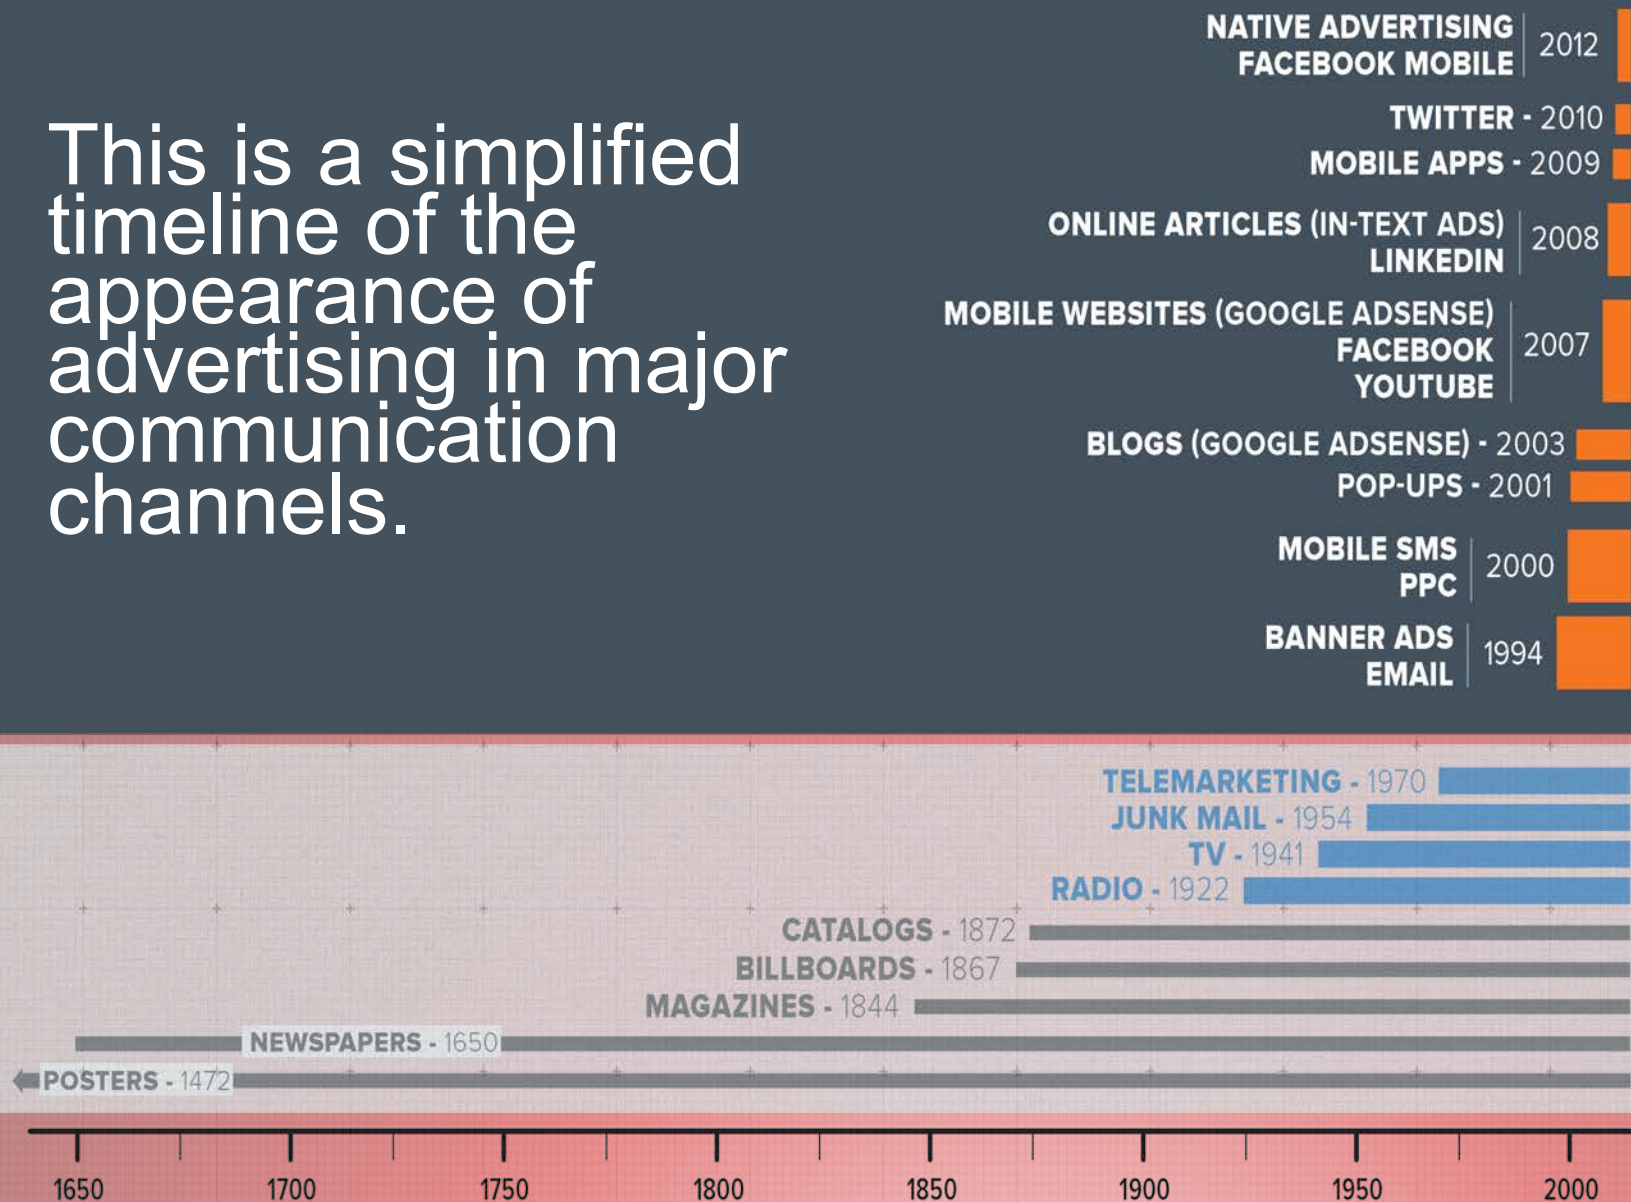 This is a simplified
timeline of the
appearance of
advertising in major
communication
channels.
NATIVE ADVERTISING
FACEBOOK MOBILE
2012
TWITTER - 2010
MOBILE APPS - 2009
ONLINE ARTICLES (IN-TEXT ADS)
LINKEDIN
2008
MOBILE WEBSITES (GOOGLE ADSENSE)
FACEBOOK
YOUTUBE
2007
BLOGS (GOOGLE ADSENSE) - 2003
POP-UPS - 2001
MOBILE SMS
PPC
2000
BANNER ADS
EMAIL
1994
TELEMARKETING - 1970
JUNK MAIL - 1954
TV - 1941
RADIO - 1922
CATALOGS - 1872
BILLBOARDS - 1867
MAGAZINES - 1844
NEWSPAPERS - 1650
POSTERS - 1472
1650 1700 1750 1800 1850 1900 1950 2000